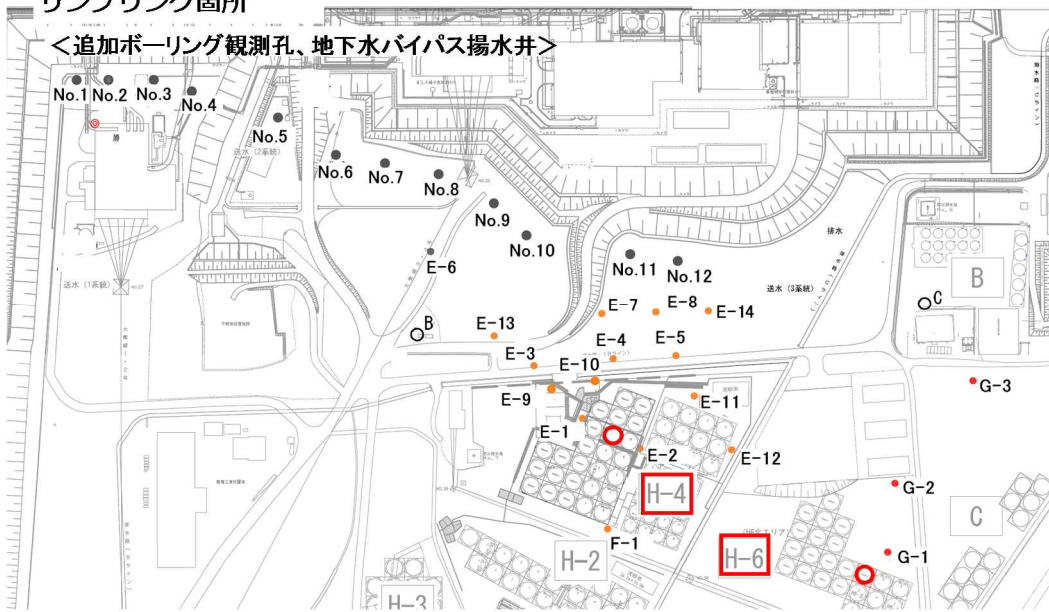 サンプリング箇所
＜追加ボーリング観測孔、地下水バイパス揚水井＞
No.1
No.2
No.3
No.4
No.5
送水（2系統）
No.6
No.7
No.8
No.9
No.10
No.11
No.12
E-6
排水
B
C
送水（1系統）
送水（3系統）
B
E-13
E-7
E-8
E-14
E-4
E-5
E-3
E-10
E-9
E-11
G-3
E-1
E-2
E-12
H-4
G-2
C
F-1
H-2
H-6
G-1
H-3